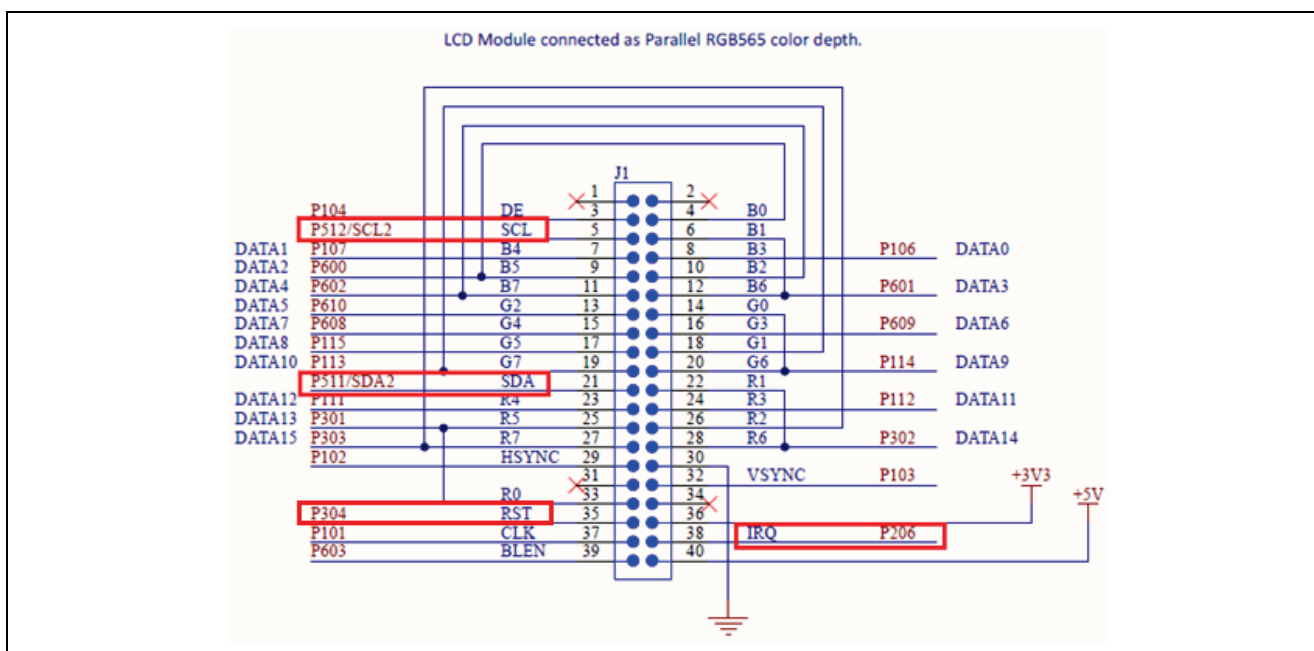 LCD Module connected as Parallel RGB565 color depth.
J1
1 2
P104 DE 3 4 B0
P512/SCL2 SCL 5 6 B1
DATA1 P107 B4 7 8 B3 P106 DATA0
DATA2 P600 B5 9 10 B2
DATA4 P602 B7 11 12 B6 P601 DATA3
DATA5 P610 G2 13 14 G0
DATA7 P608 G4 15 16 G3 P609 DATA6
DATA8 P115 G5 17 18 G1
DATA10 P113 G7 19 20 G6 P114 DATA9
P511/SDA2 SDA 21 22 R1
DATA12 P111 R4 23 24 R3 P112 DATA11
DATA13 P301 R5 25 26 R2
DATA15 P303 R7 27 28 R6 P302 DATA14
P102 HSYNC 29 30
31 32 VSYNC P103 +3V3
R0 33 34 +5V
P304 RST 35 36
P101 CLK 37 38 IRQ P206
P603 BLEN 39 40